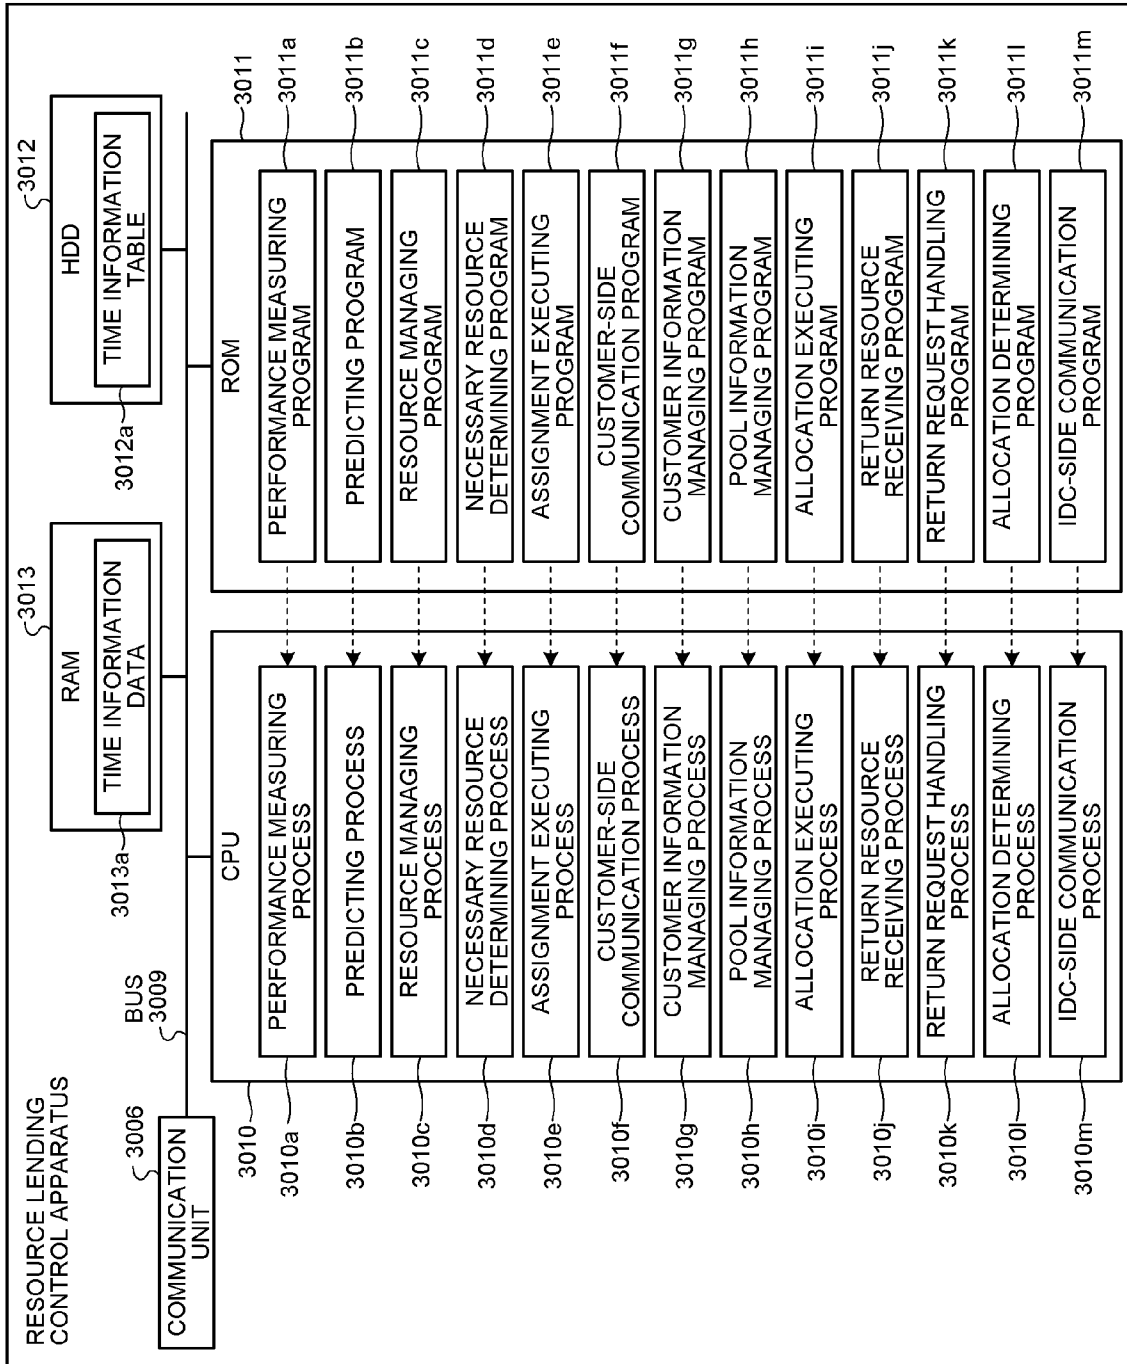 RESOURCE LENDING
CONTROL APPARATUS
3006
COMMUNICATION
UNIT
BUS
3009
3013
RAM
TIME INFORMATION
DATA
3013a
3012
HDD
TIME INFORMATION
TABLE
3012a
3010
CPU
3010a
PERFORMANCE MEASURING
PROCESS
3010b
PREDICTING PROCESS
3010c
RESOURCE MANAGING
PROCESS
3010d
NECESSARY RESOURCE
DETERMINING PROCESS
3010e
ASSIGNMENT EXECUTING
PROCESS
3010f
CUSTOMER-SIDE
COMMUNICATION PROCESS
3010g
CUSTOMER INFORMATION
MANAGING PROCESS
3010h
POOL INFORMATION
MANAGING PROCESS
3010i
ALLOCATION EXECUTING
PROCESS
3010j
RETURN RESOURCE
RECEIVING PROCESS
3010k
RETURN REQUEST HANDLING
PROCESS
3010l
ALLOCATION DETERMINING
PROCESS
3010m
IDC-SIDE COMMUNICATION
PROCESS
3011
ROM
PERFORMANCE MEASURING
PROGRAM
3011a
PREDICTING PROGRAM
3011b
RESOURCE MANAGING
PROGRAM
3011c
NECESSARY RESOURCE
DETERMINING PROGRAM
3011d
ASSIGNMENT EXECUTING
PROGRAM
3011e
CUSTOMER-SIDE
COMMUNICATION PROGRAM
3011f
CUSTOMER INFORMATION
MANAGING PROGRAM
3011g
POOL INFORMATION
MANAGING PROGRAM
3011h
ALLOCATION EXECUTING
PROGRAM
3011i
RETURN RESOURCE
RECEIVING PROGRAM
3011j
RETURN REQUEST HANDLING
PROGRAM
3011k
ALLOCATION DETERMINING
PROGRAM
3011l
IDC-SIDE COMMUNICATION
PROGRAM
3011m